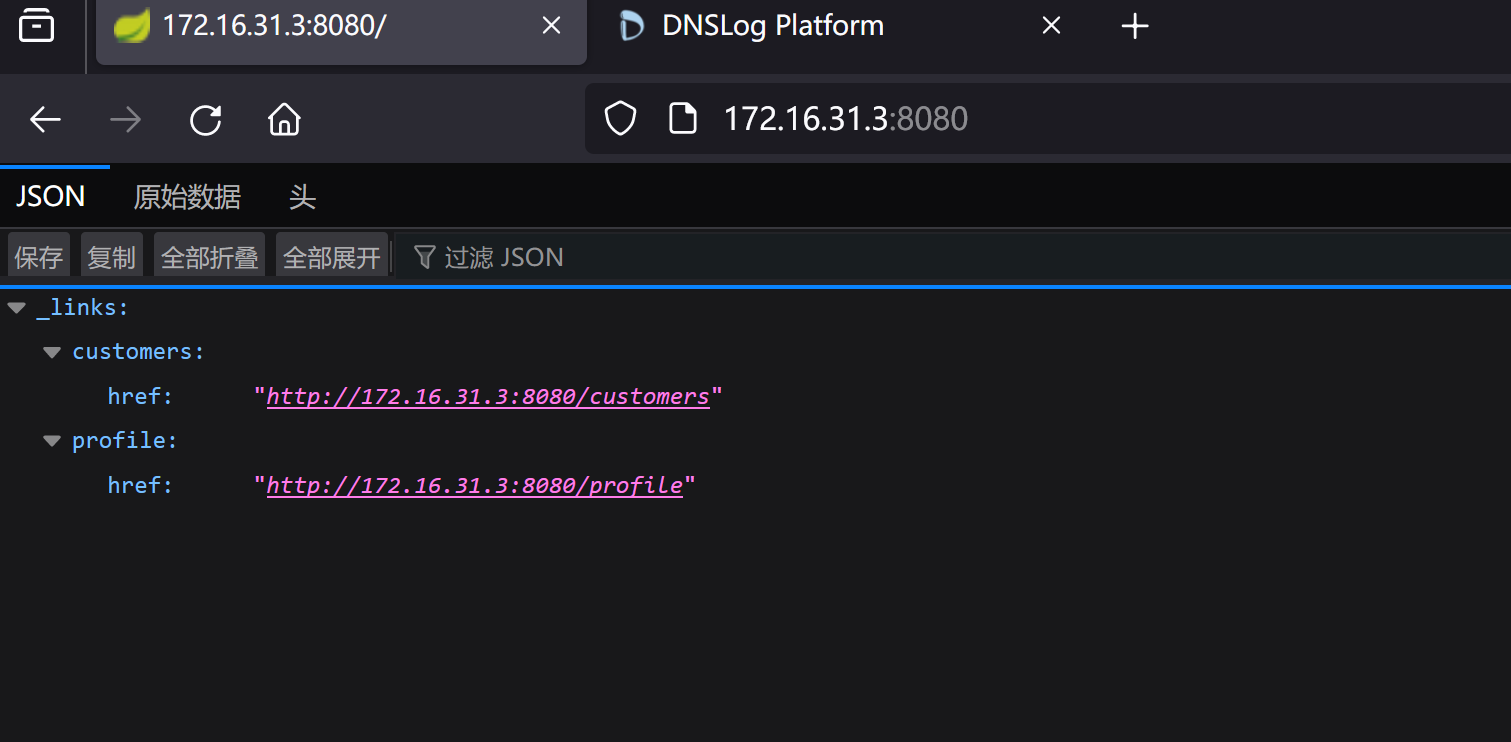 172.16.31.3:8080/ DNSLog Platform
172.16.31.3:8080
JSON 原始数据 头
保存 复制 全部折叠 全部展开 过滤 JSON
_links:
customers:
href: "http://172.16.31.3:8080/customers"
profile:
href: "http://172.16.31.3:8080/profile"